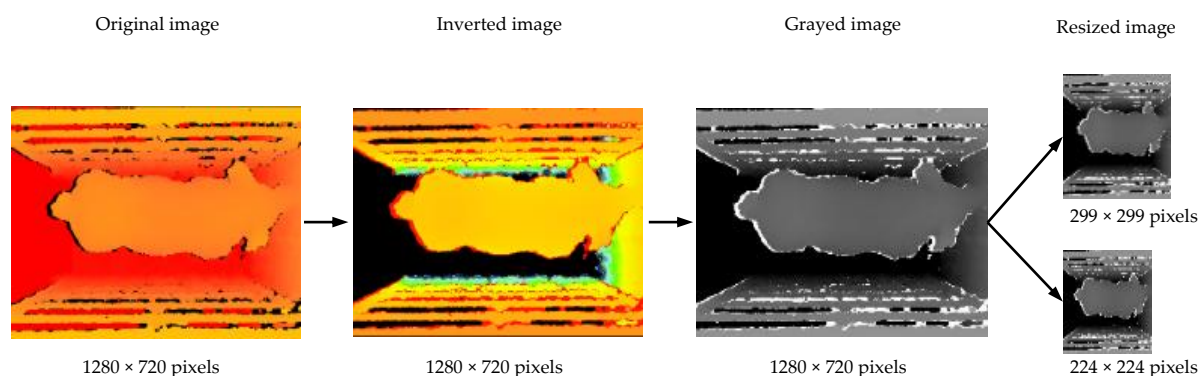 Original image
Inverted image
Grayed image
Resized image
299 × 299 pixels
1280 × 720 pixels
1280 × 720 pixels
1280 × 720 pixels
224 × 224 pixels